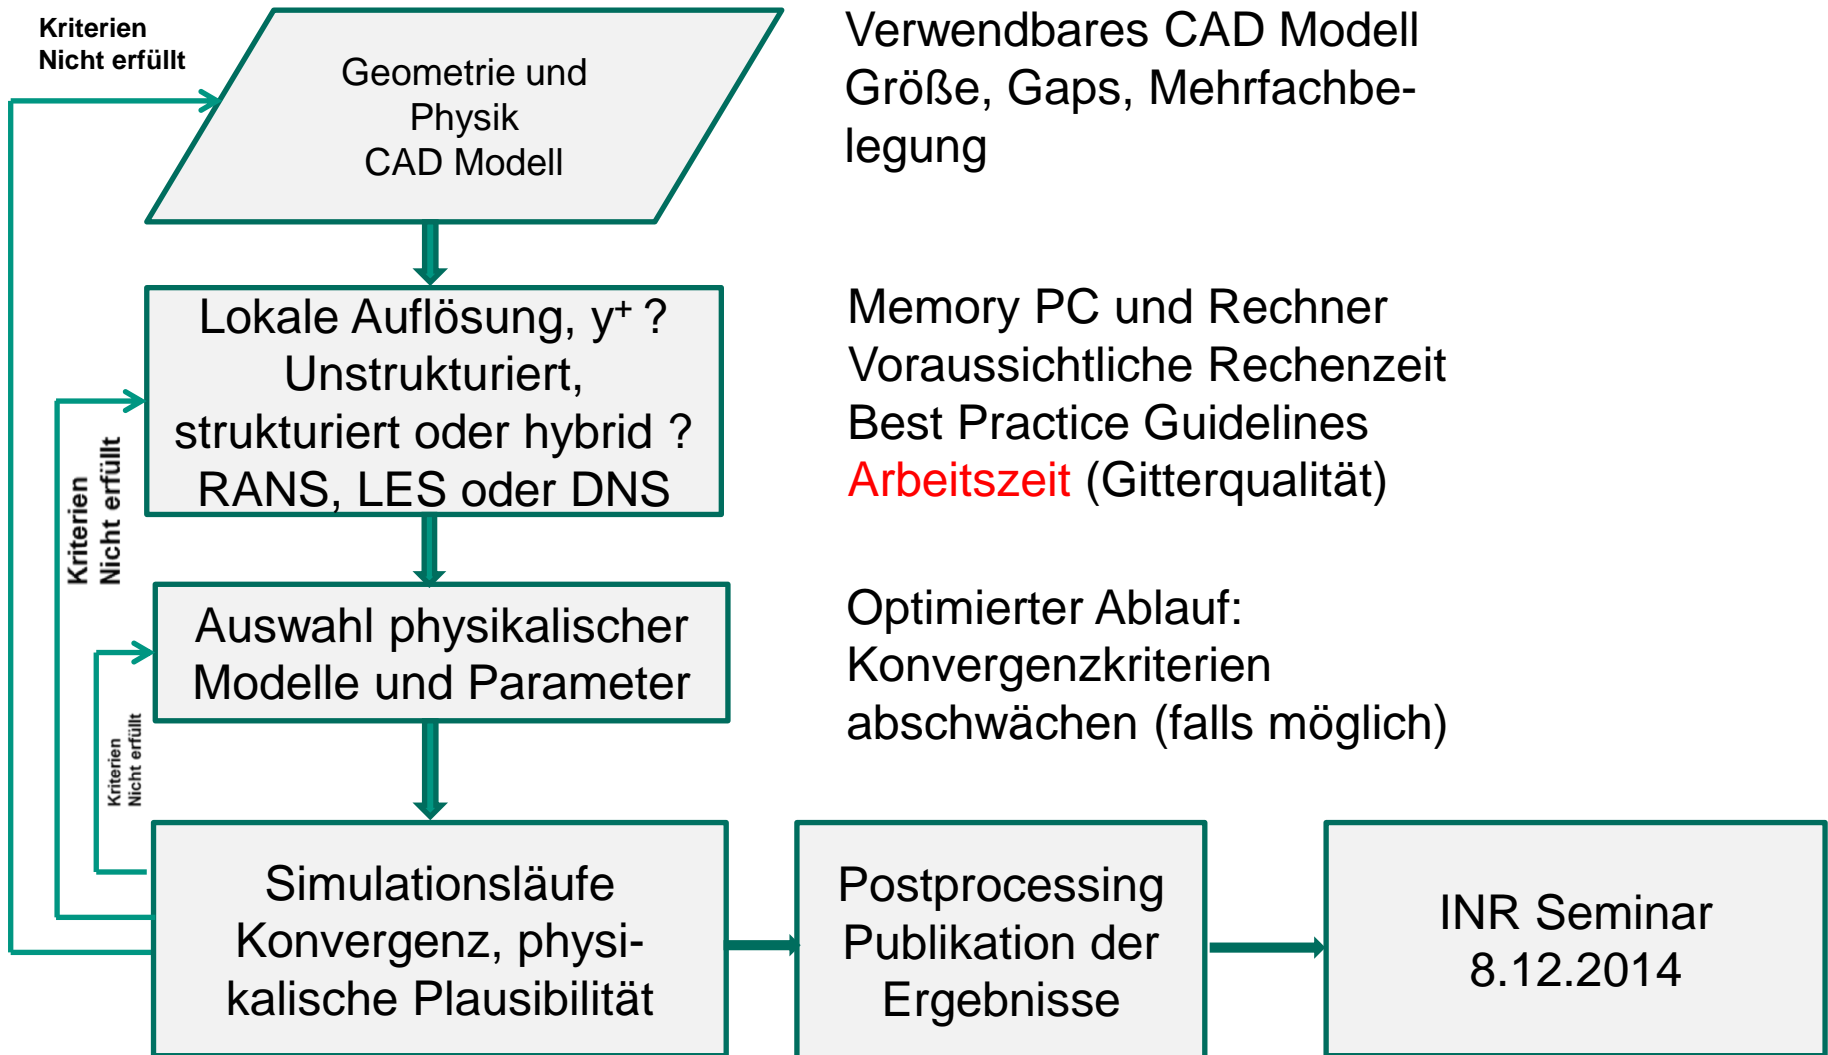 Kriterien
Nicht erfüllt
Geometrie und
Physik
CAD Modell
Verwendbares CAD Modell
Größe, Gaps, Mehrfachbe-
legung
Lokale Auflösung, y⁺ ?
Unstrukturiert,
strukturiert oder hybrid ?
RANS, LES oder DNS
Memory PC und Rechner
Voraussichtliche Rechenzeit
Best Practice Guidelines
Arbeitszeit (Gitterqualität)
Kriterien
Nicht erfüllt
Auswahl physikalischer
Modelle und Parameter
Optimierter Ablauf:
Konvergenzkriterien
abschwächen (falls möglich)
Kriterien
Nicht erfüllt
Simulationsläufe
Konvergenz, physi-
kalische Plausibilität
Postprocessing
Publikation der
Ergebnisse
INR Seminar
8.12.2014